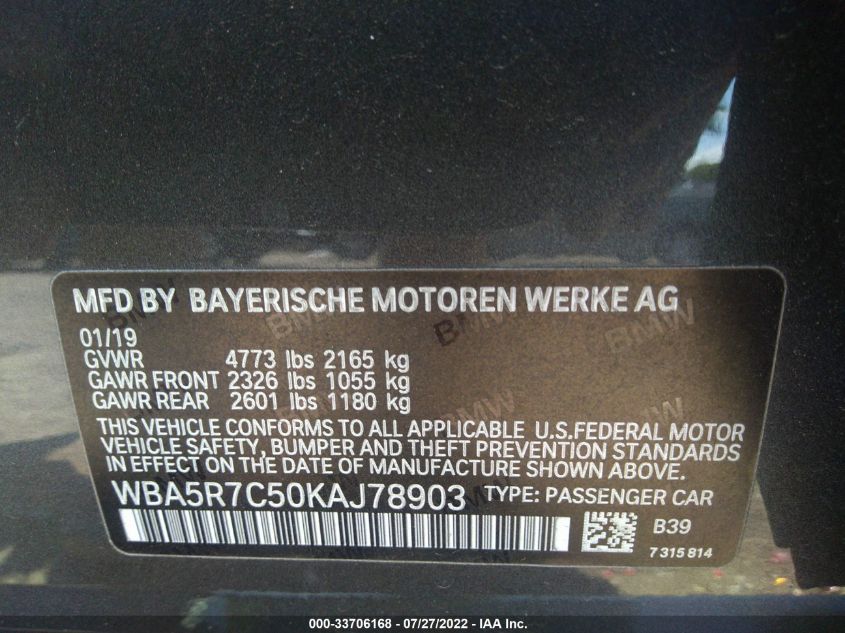 MFD BY BAYERISCHE MOTOREN WERKE AG
01/19
GVWR 4773 lbs 2165 kg
GAWR FRONT 2326 lbs 1055 kg
GAWR REAR 2601 lbs 1180 kg
THIS VEHICLE CONFORMS TO ALL APPLICABLE U.S.FEDERAL MOTOR
VEHICLE SAFETY, BUMPER AND THEFT PREVENTION STANDARDS
IN EFFECT ON THE DATE OF MANUFACTURE SHOWN ABOVE.
WBA5R7C50KAJ78903 TYPE: PASSENGER CAR
B39
7 315 814
000-33706168 / 07/27/2022 - IAA Inc.